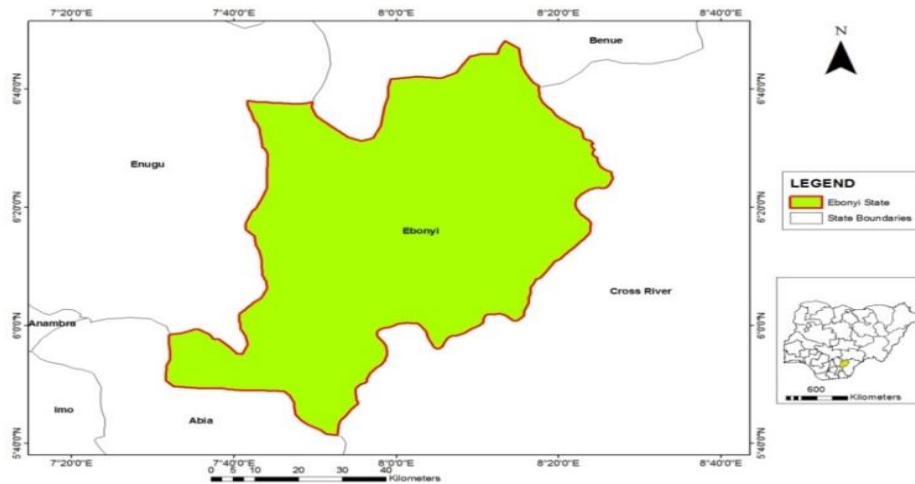 7°20'0"E 7°40'0"E 8°0'0"E 8°20'0"E 8°40'0"E
Benue
N
6°40'0"N 6°40'0"N
Enugu
LEGEND
Ebonyi State
State Boundaries
6°20'0"N 6°20'0"N
Ebonyi
Cross River
6°0'0"N 6°0'0"N
Anambra
600
Kilometers
Imo
Abia
5°40'0"N 5°40'0"N
7°20'0"E 7°40'0"E 8°0'0"E 8°20'0"E 8°40'0"E
0 5 10 20 30 40
Kilometers